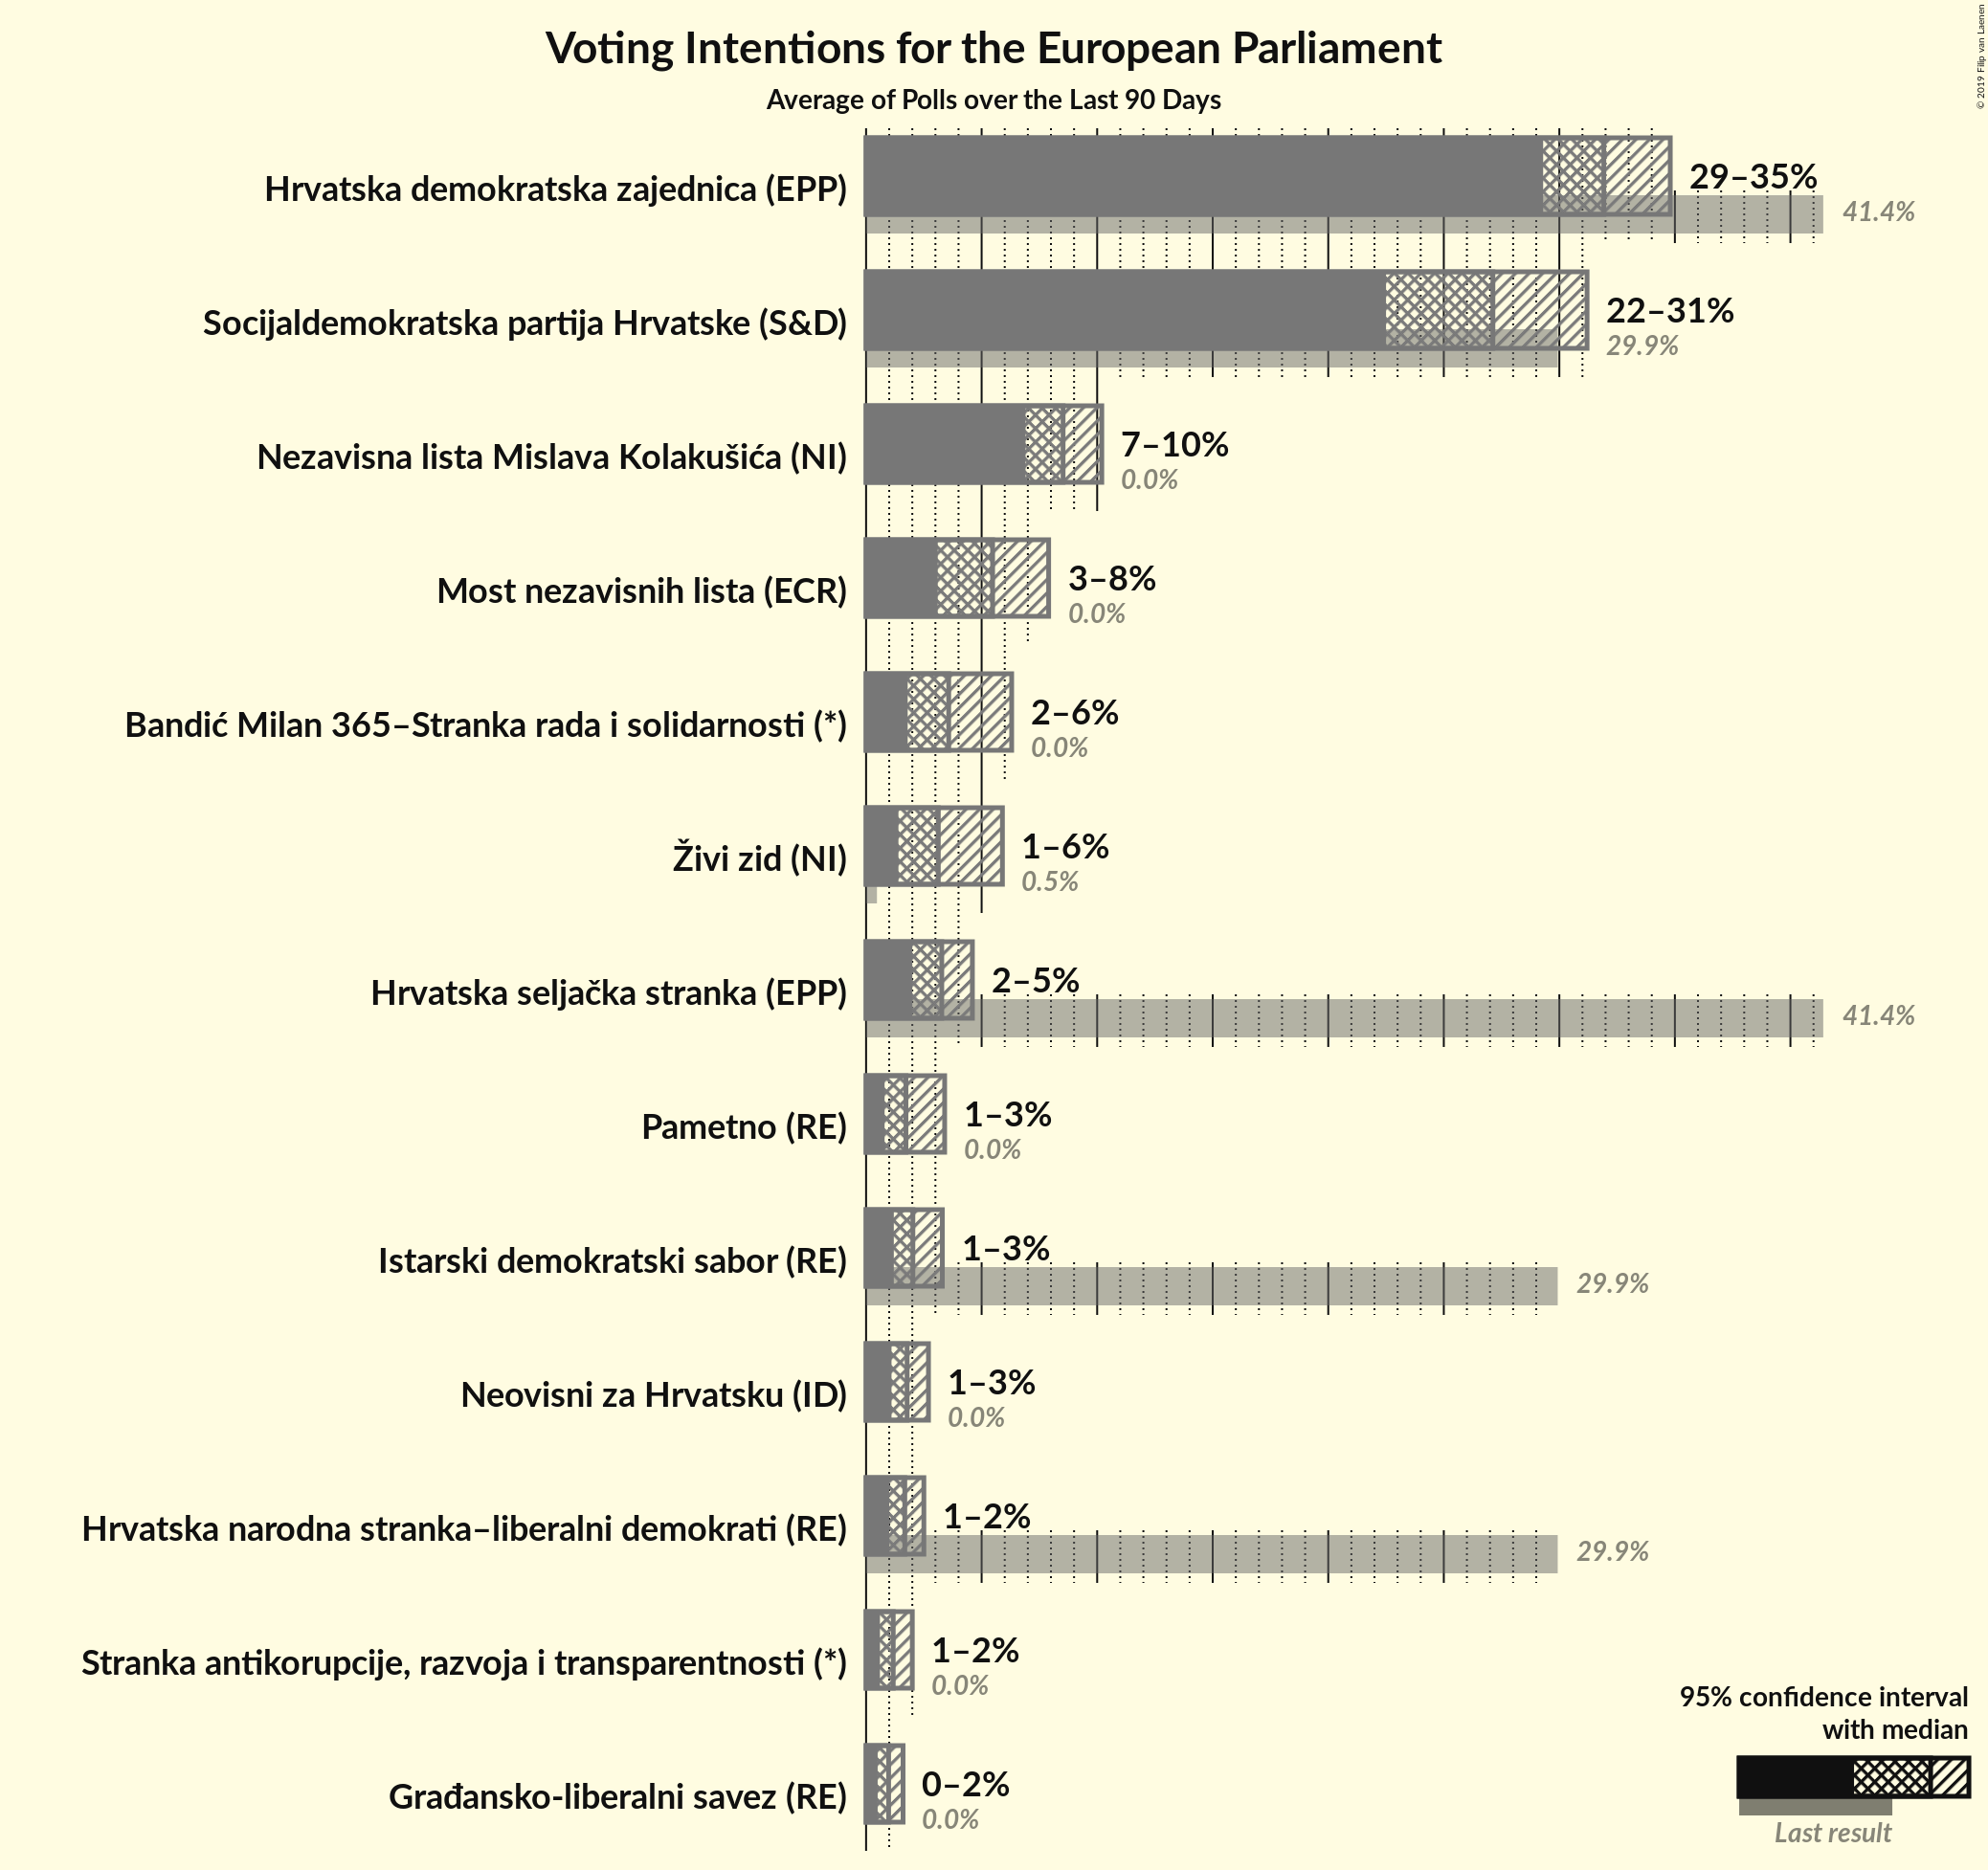 Voting Intentions for the European Parliament
Average of Polls over the Last 90 Days
© 2019 Filip van Laenen
Hrvatska demokratska zajednica (EPP)
29–35%
41.4%
Socijaldemokratska partija Hrvatske (S&D)
22–31%
29.9%
Nezavisna lista Mislava Kolakušića (NI)
7–10%
0.0%
Most nezavisnih lista (ECR)
3–8%
0.0%
Bandić Milan 365–Stranka rada i solidarnosti (*)
2–6%
0.0%
Živi zid (NI)
1–6%
0.5%
Hrvatska seljačka stranka (EPP)
2–5%
41.4%
Pametno (RE)
1–3%
0.0%
Istarski demokratski sabor (RE)
1–3%
29.9%
Neovisni za Hrvatsku (ID)
1–3%
0.0%
Hrvatska narodna stranka–liberalni demokrati (RE)
1–2%
29.9%
Stranka antikorupcije, razvoja i transparentnosti (*)
1–2%
0.0%
Građansko-liberalni savez (RE)
0–2%
0.0%
95% confidence interval
with median
Last result